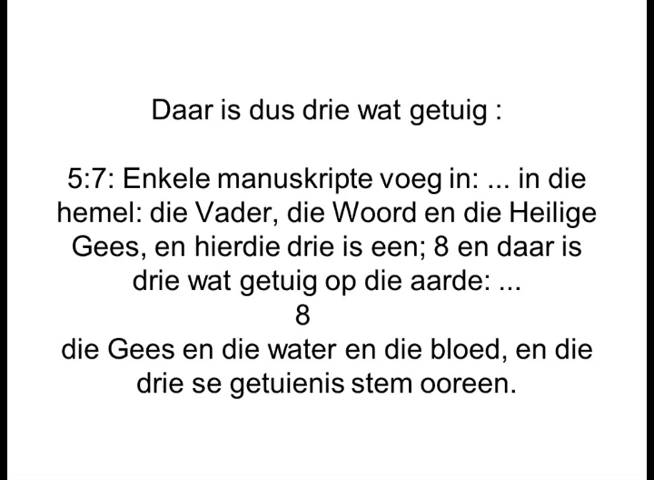 Daar is dus drie wat getuig :
5:7: Enkele manuskripte voeg in: ... in die
hemel: die Vader, die Woord en die Heilige
Gees, en hierdie drie is een; 8 en daar is
drie wat getuig op die aarde: ...
8
die Gees en die water en die bloed, en die
drie se getuienis stem ooreen.